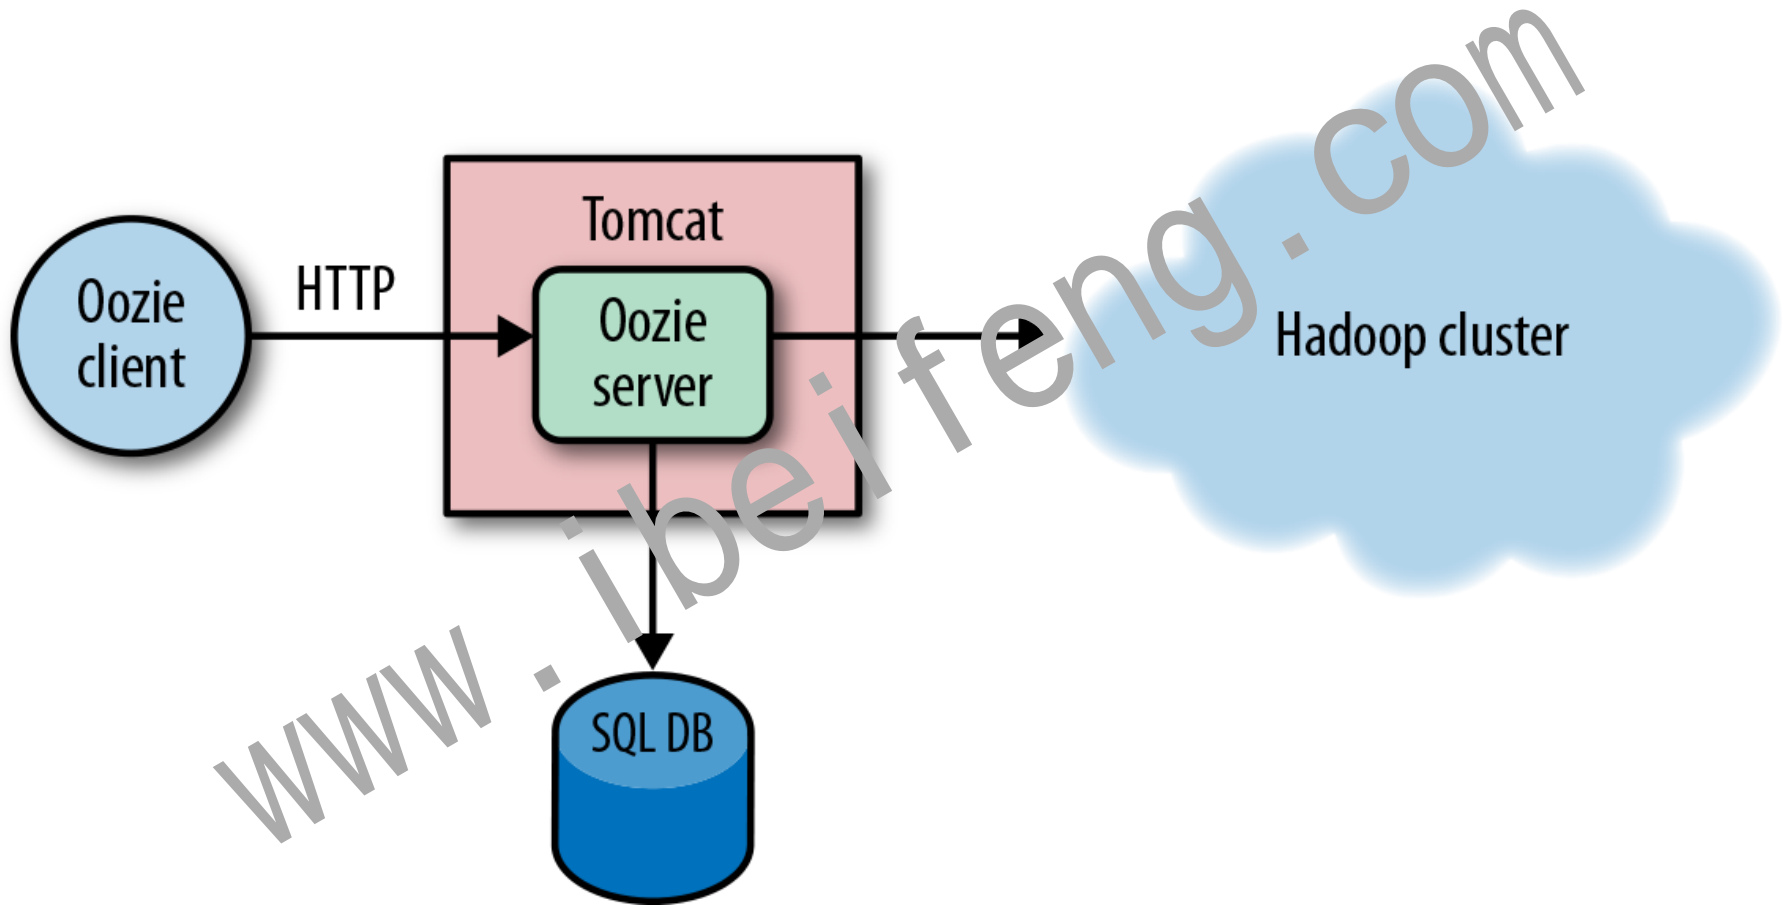 Tomcat
HTTP
Oozie
client
Oozie
server
Hadoop cluster
SQL DB
www.ibeifeng.com